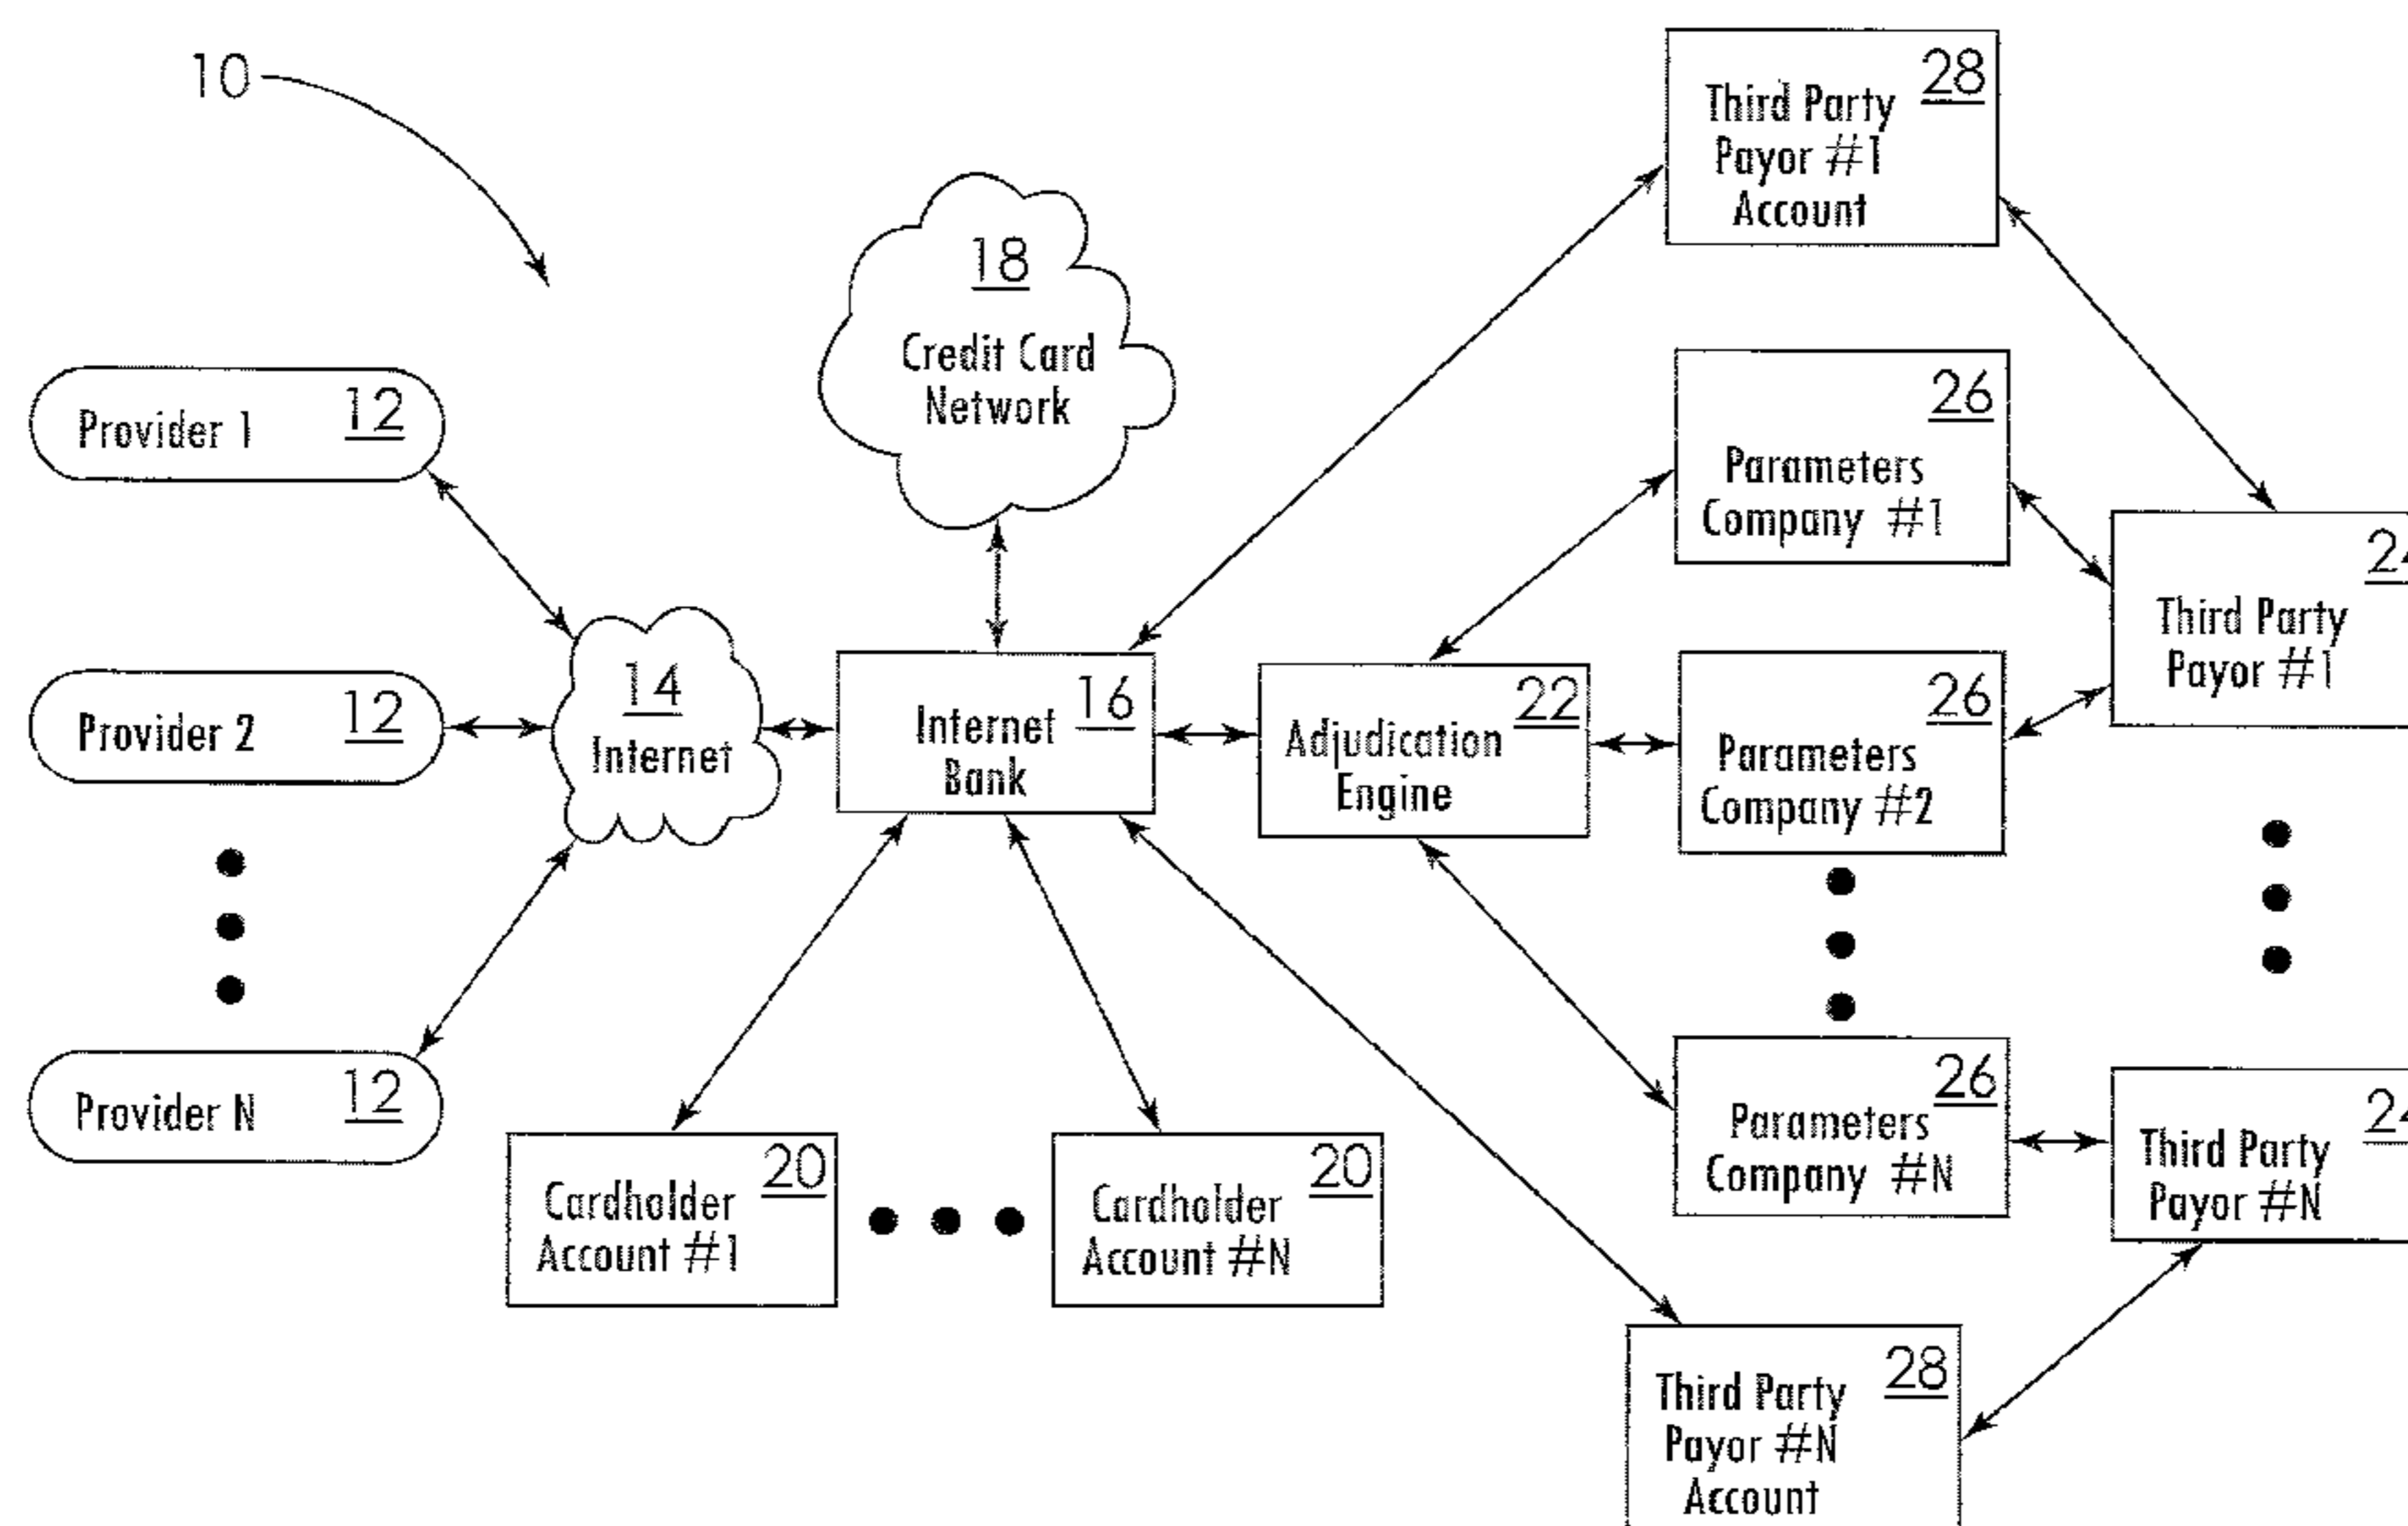 10
28
Third Party
Payor #1
Account
18
Credit Card
Network
26
Parameters
Company #1
Provider 1 12
24
Third Party
Payor #1
14
Internet
Provider 2 12
16
Internet
Bank
22
Adjudication
Engine
26
Parameters
Company #2
Provider N 12
20
Cardholder
Account #1
20
Cardholder
Account #N
26
Parameters
Company #N
24
Third Party
Payor #N
28
Third Party
Payor #N
Account